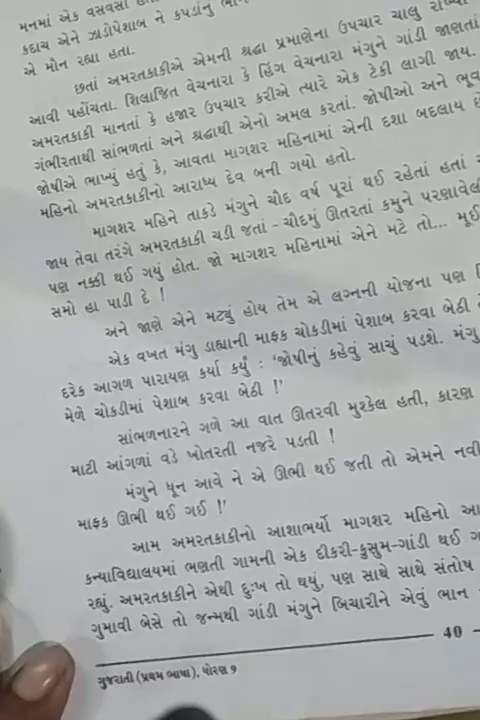 મનમાં એક વસવસો
કદાચ એને ઝાડોપેશાબ ને કપડાંનું
એ મૌન રહ્યા હતા.
છતાં અમરતકાકીએ એમની શ્રદ્ધા પ્રમાણેના ઉપચાર ચાલુ રાખ્યા
આવી પહોંચતા. શિલાજિત વેચનારા કે હિંગ વેચનારા મંગુને ગાંડી જાણતાં
અમરતકાકી માનતાં કે હજાર ઉપચાર કરીએ ત્યારે એક ટેકી લાગી જાય.
ગંભીરતાથી સાંભળતાં અને શ્રદ્ધાથી એનો અમલ કરતાં. જોષીઓ અને ભૂવ
જોષીએ ભાખ્યું હતું કે, આવતા માગશર મહિનામાં એની દશા બદલાય છે
મહિનો અમરતકાકીનો આરાધ્ય દેવ બની ગયો હતો.
માગશર મહિને તાકડે મંગુને ચૌદ વર્ષ પૂરાં થઈ રહેતાં હતાં
જાય તેવા તરંગે અમરતકાકી ચડી જતાં - ચૌદમું ઊતરતાં કમુને પરણાવેલી
પણ નક્કી થઈ ગયું હોત. જો માગશર મહિનામાં એને મટે તો... મૂઈ
સમો હા પાડી દે !
અને જાણે એને મટવું હોય તેમ એ લગ્નની યોજના પણ
એક વખત મંગુ ડાહ્યાની માફક ચોકડીમાં પેશાબ કરવા બેઠી તે
દરેક આગળ પારાયણ કર્યા કર્યું : ‘જોષીનું કહેવું સાચું પડશે. મંગુ
મેળે ચોકડીમાં પેશાબ કરવા બેઠી !’
સાંભળનારને ગળે આ વાત ઊતરવી મુશ્કેલ હતી, કારણ
માટી આંગળાં વડે ખોતરતી નજરે પડતી !
મંગુને ધૂન આવે ને એ ઊભી થઈ જતી તો એમને નવી
માફક ઊભી થઈ ગઈ !’
આમ અમરતકાકીનો આશાભર્યો માગશર મહિનો આ
કન્યાવિદ્યાલયમાં ભણતી ગામની એક દીકરી-કુસુમ-ગાંડી થઈ ગ
રહ્યું. અમરતકાકીને એથી દુઃખ તો થયું, પણ સાથે સાથે સંતોષ
ગુમાવી બેસે તો જન્મથી ગાંડી મંગુને બિચારીને એવું ભાન
40
ગુજરાતી (પ્રથમ ભાષા), ધોરણ ૭